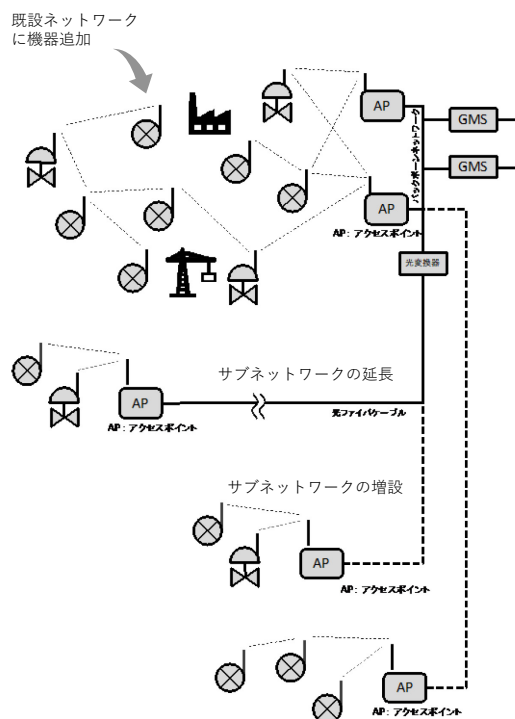 既設ネットワーク
に機器追加
AP
GMS
バックボーンネットワーク
GMS
AP
AP: アクセスポイント
光変換器
サブネットワークの延長
AP
光ファイバケーブル
AP: アクセスポイント
サブネットワークの増設
AP
AP: アクセスポイント
AP
AP: アクセスポイント